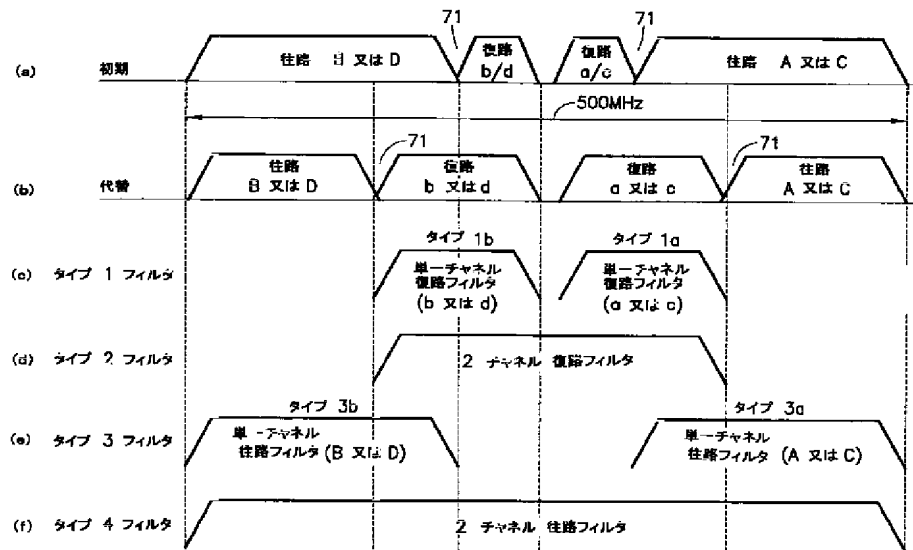 71
71
(a) 初期
往路 B 又は D
復路
b/d
復路
a/c
往路 A 又は C
500MHz
71
71
(b) 代替
往路
B 又は D
復路
b 又は d
復路
a 又は c
往路
A 又は C
(c) タイプ 1 フィルタ
タイプ 1b
単一チャネル
復路フィルタ
(b 又は d)
タイプ 1a
単一チャネル
復路フィルタ
(a 又は c)
(d) タイプ 2 フィルタ
2 チャネル 復路フィルタ
(e) タイプ 3 フィルタ
タイプ 3b
単一チャネル
往路フィルタ (B 又は D)
タイプ 3a
単一チャネル
往路フィルタ (A 又は C)
(f) タイプ 4 フィルタ
2 チャネル 往路フィルタ